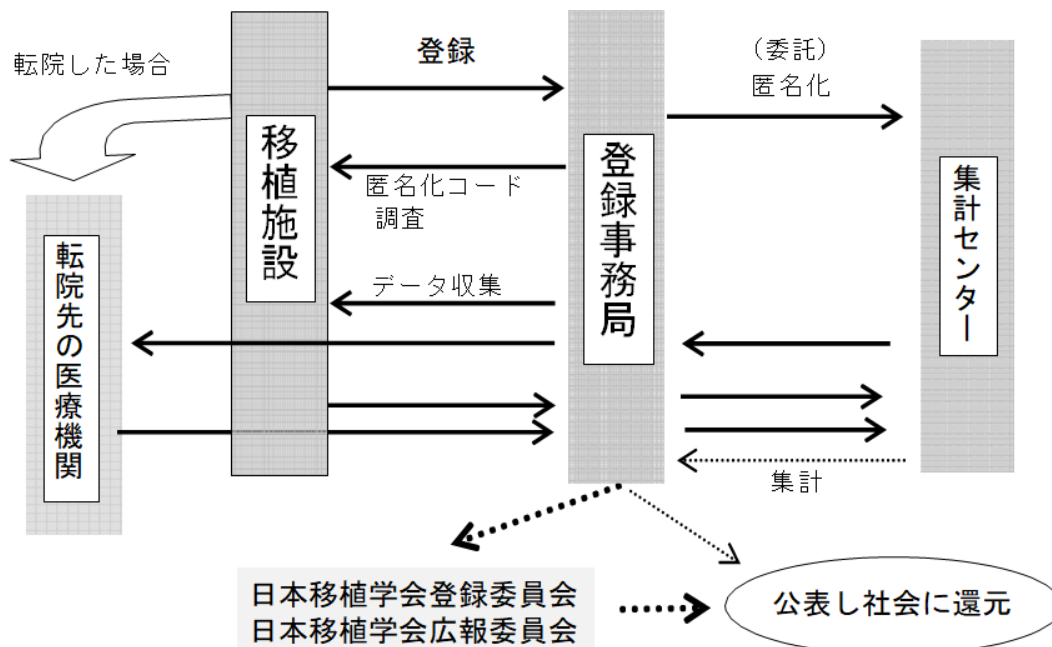 転院した場合
登録
（委託）
匿名化
移植施設
登録事務局
集計センター
匿名化コード
調査
転院先の医療機関
データ収集
集計
日本移植学会登録委員会
日本移植学会広報委員会
公表し社会に還元